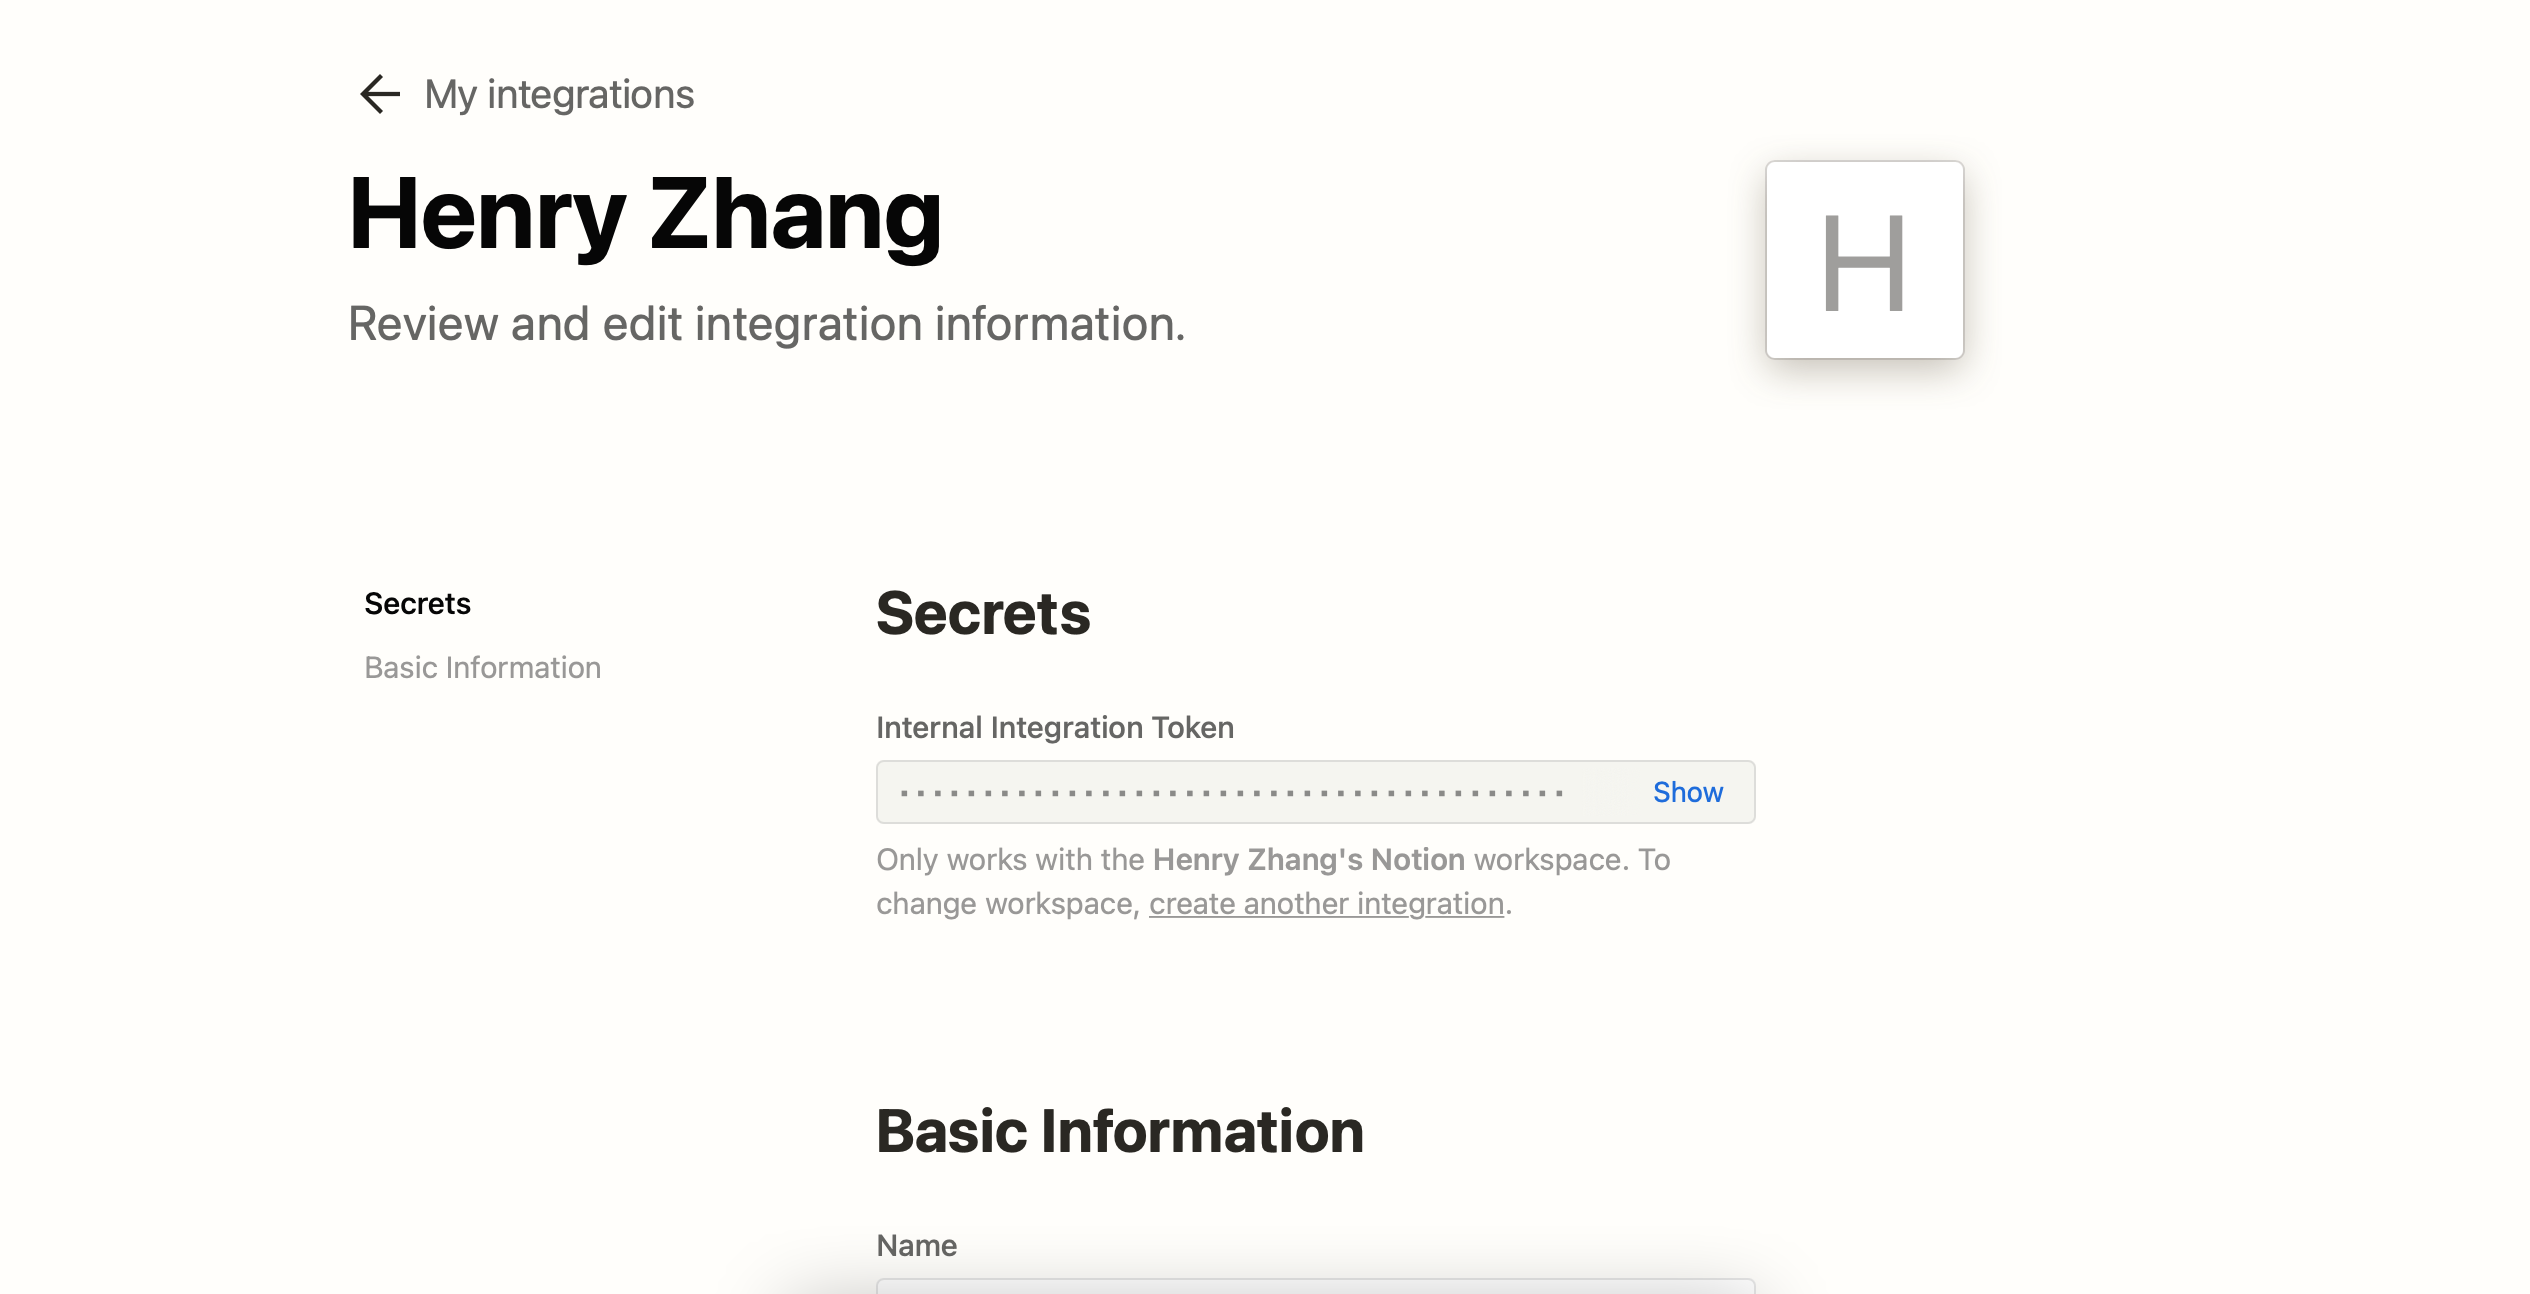 My integrations
Henry Zhang
H
Review and edit integration information.
Secrets
Basic Information
Secrets
Internal Integration Token
Show
Only works with the Henry Zhang's Notion workspace. To
change workspace, create another integration.
Basic Information
Name